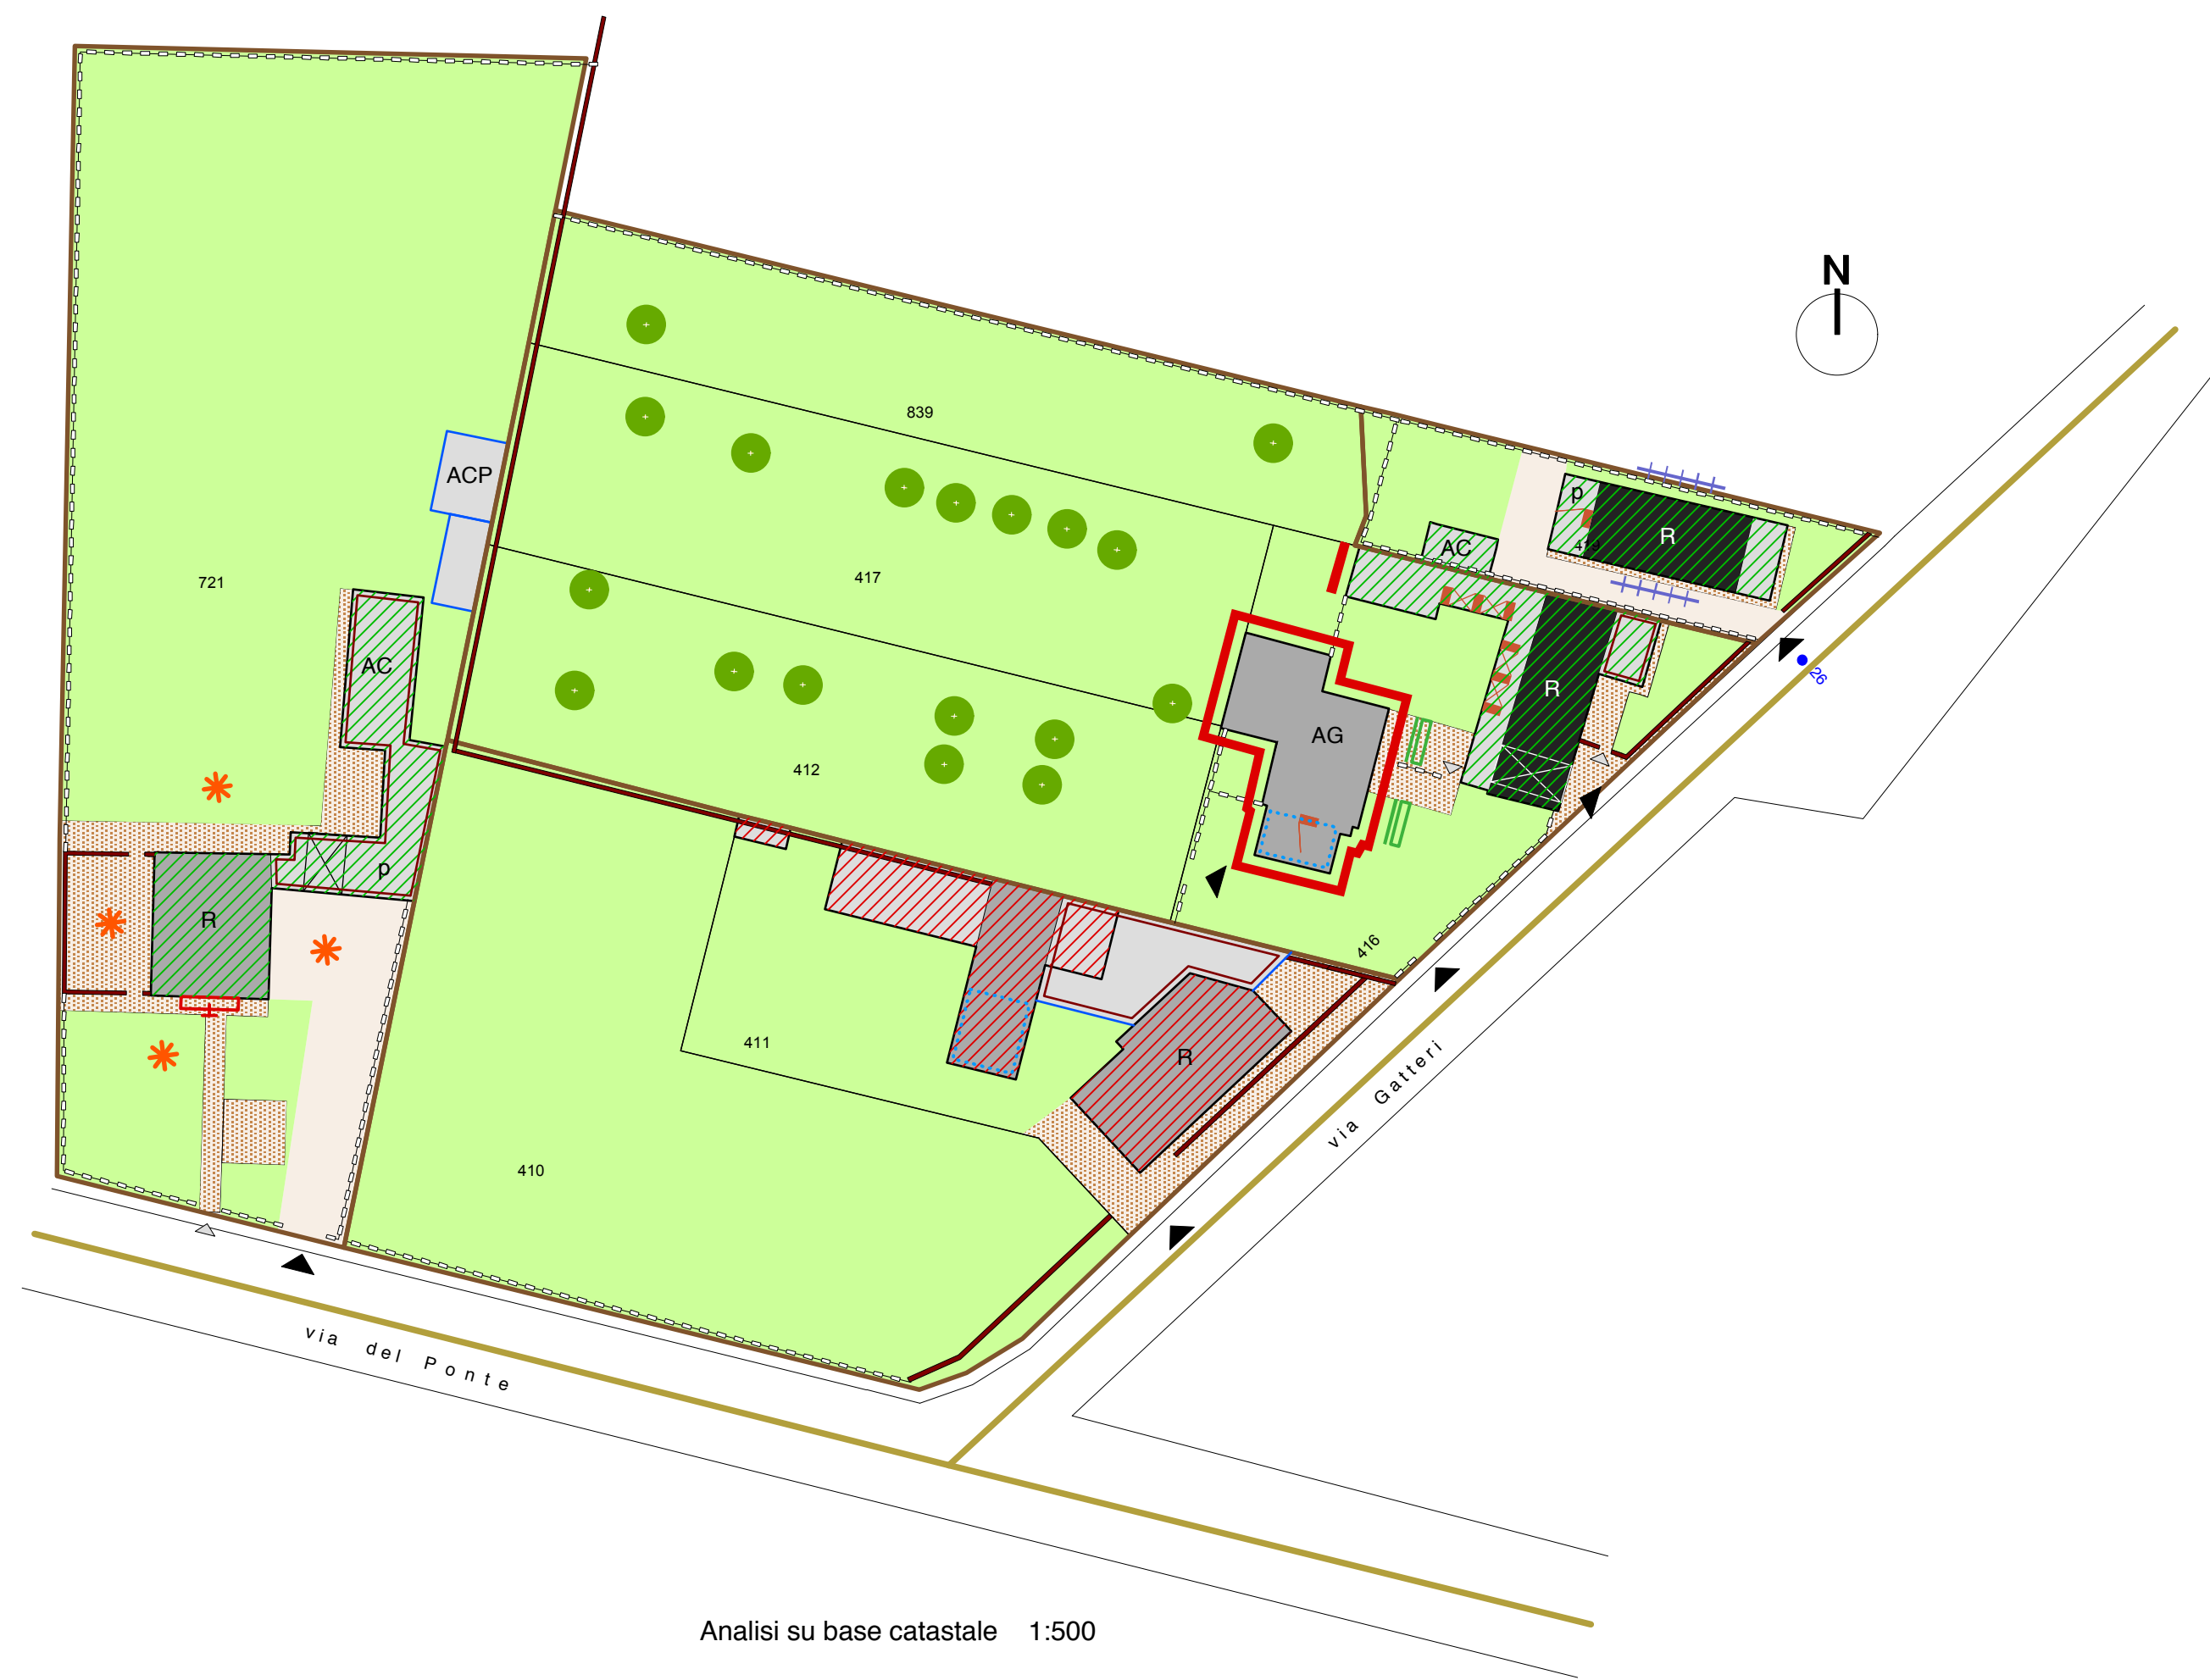 N
839
ACP
p
R
AC
417
721
AC
R
AG
26
412
p
R
416
411
R
via Gatteri
410
via del Ponte
Analisi su base catastale 1:500